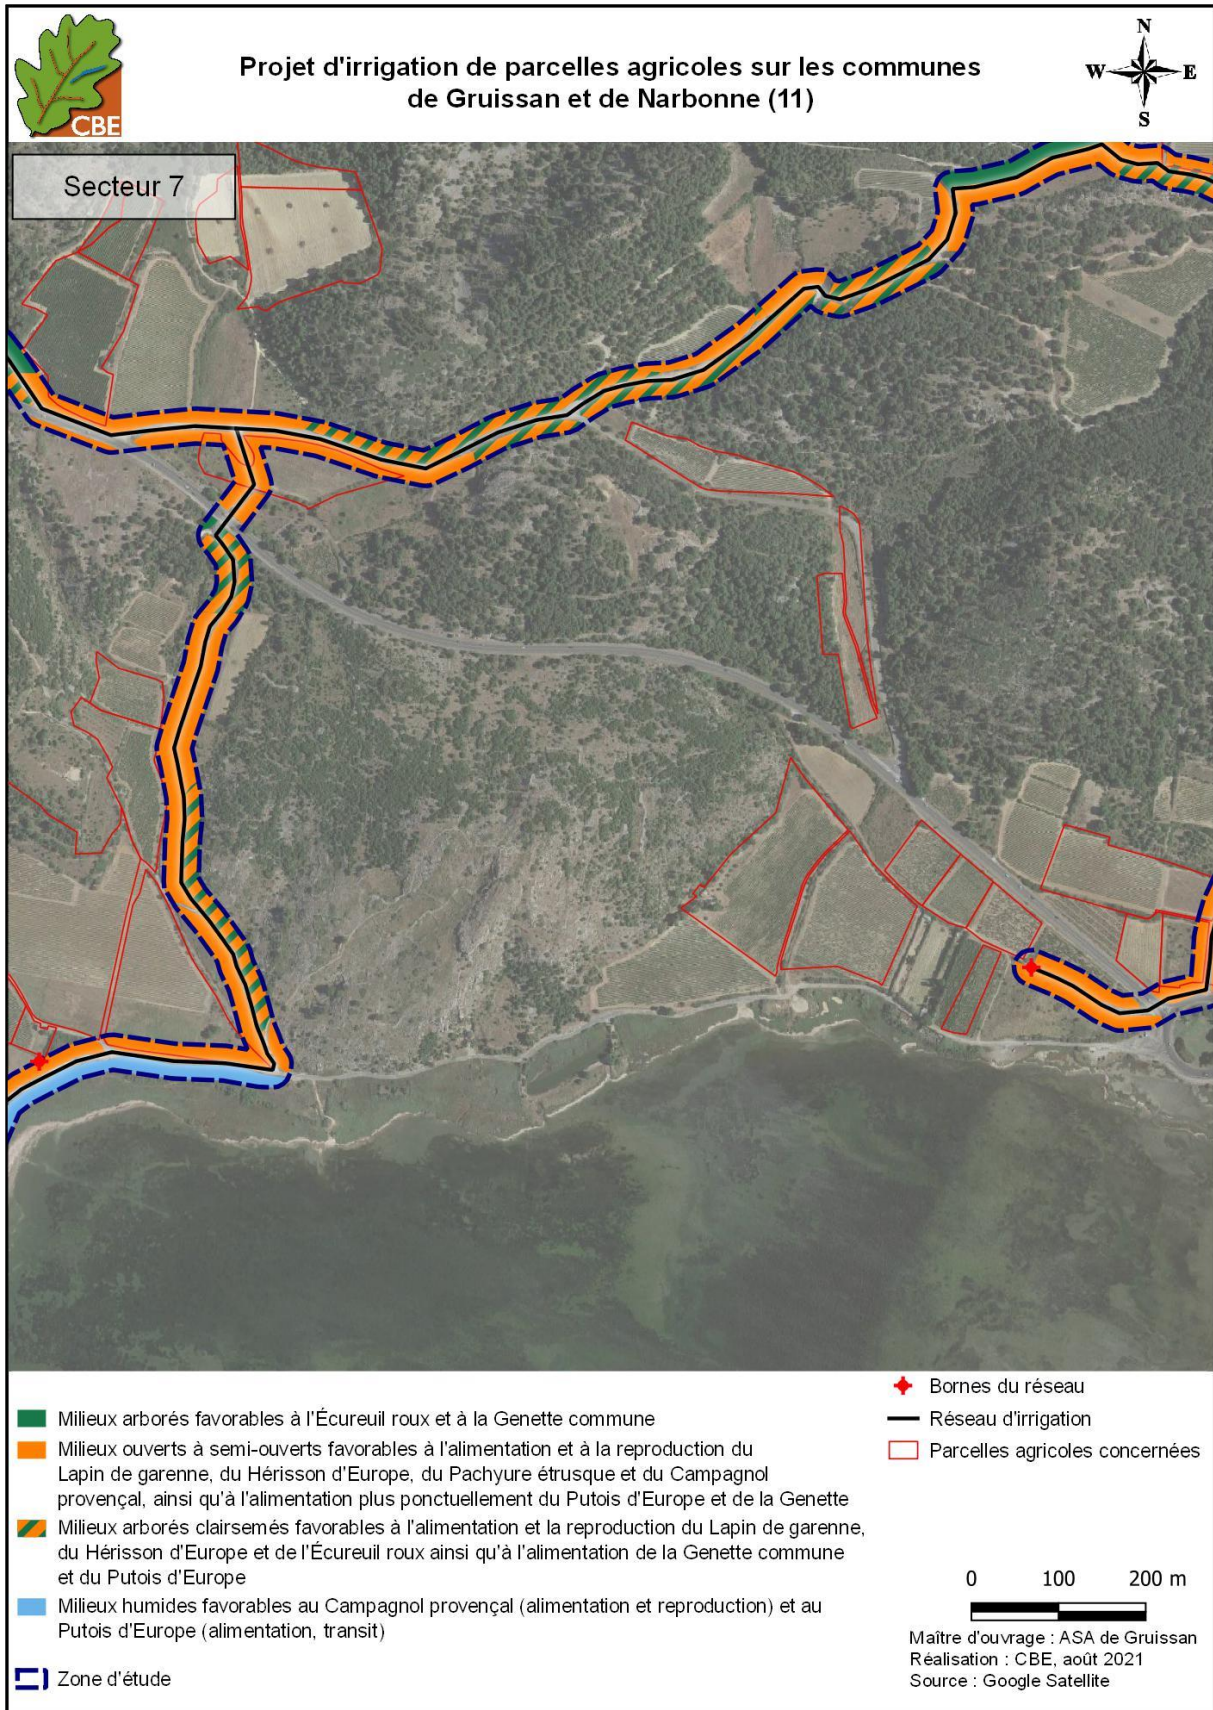 CBE
Projet d'irrigation de parcelles agricoles sur les communes
de Gruissan et de Narbonne (11)
N
W
E
S
Secteur 7
Milieux arborés favorables à l'Écureuil roux et à la Genette commune
Milieux ouverts à semi-ouverts favorables à l'alimentation et à la reproduction du
Lapin de garenne, du Hérisson d'Europe, du Pachyure étrusque et du Campagnol
provençal, ainsi qu'à l'alimentation plus ponctuellement du Putois d'Europe et de la Genette
Milieux arborés clairsemés favorables à l'alimentation et la reproduction du Lapin de garenne,
du Hérisson d'Europe et de l'Écureuil roux ainsi qu'à l'alimentation de la Genette commune
et du Putois d'Europe
Milieux humides favorables au Campagnol provençal (alimentation et reproduction) et au
Putois d'Europe (alimentation, transit)
Zone d'étude
Bornes du réseau
Réseau d'irrigation
Parcelles agricoles concernées
0 100 200 m
Maître d'ouvrage : ASA de Gruissan
Réalisation : CBE, août 2021
Source : Google Satellite